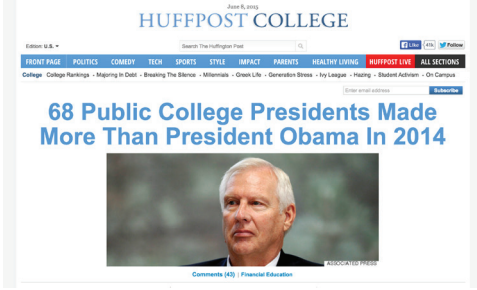 June 8, 2015
HUFFPOST COLLEGE
Edition: U.S.
Search The Huffington Post
Like 41k Follow
FRONT PAGE POLITICS COMEDY TECH SPORTS STYLE IMPACT PARENTS HEALTHY LIVING HUFFPOST LIVE ALL SECTIONS
College College Rankings • Majoring In Debt • Breaking The Silence • Millennials • Greek Life • Generation Stress • Ivy League • Hazing • Student Activism • On Campus
Enter email address Subscribe
68 Public College Presidents Made
More Than President Obama In 2014
ASSOCIATED PRESS
Comments (43) | Financial Education